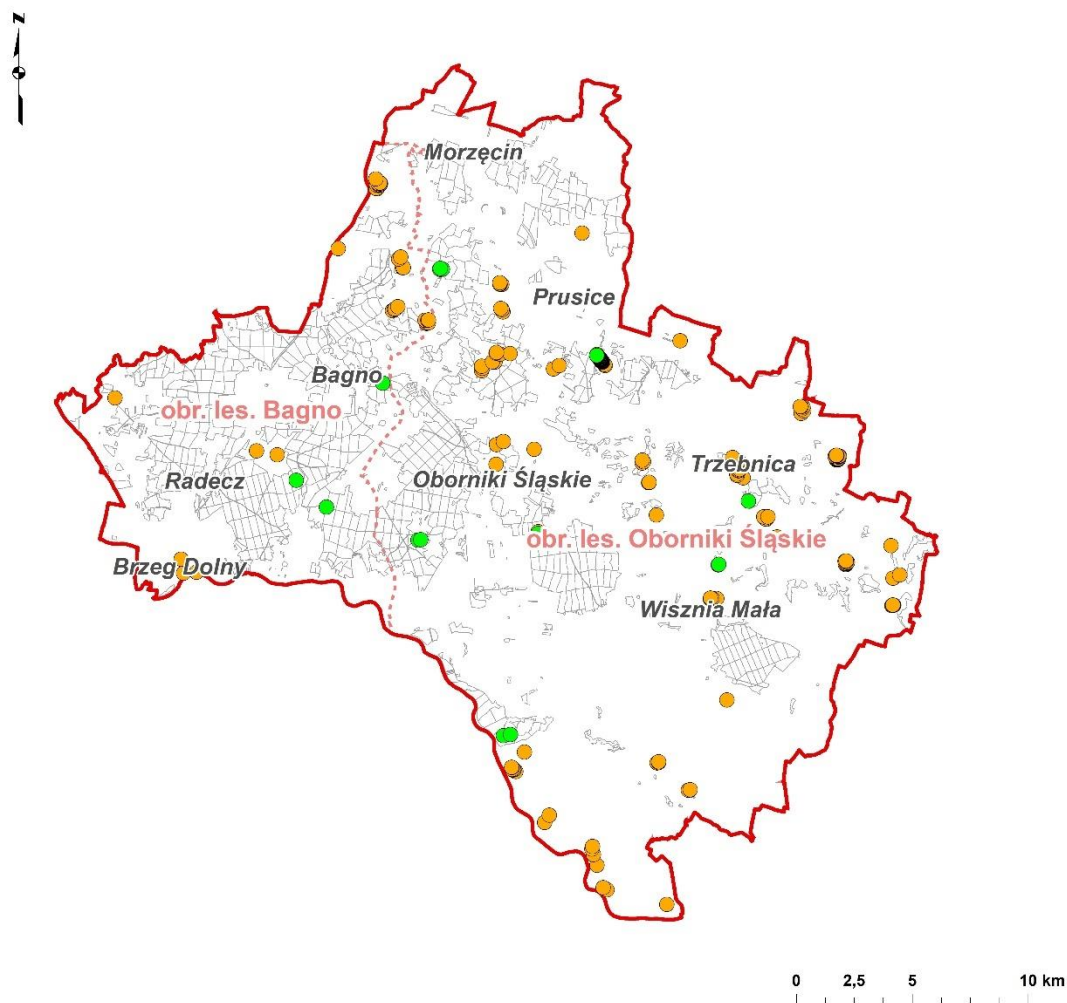 N
Morzęcin
Prusice
Bagno
obr. les. Bagno
Trzebnica
Radecz
Oborniki Śląskie
obr. les. Oborniki Śląskie
Brzeg Dolny
Wisznia Mała
0 2,5 5 10 km